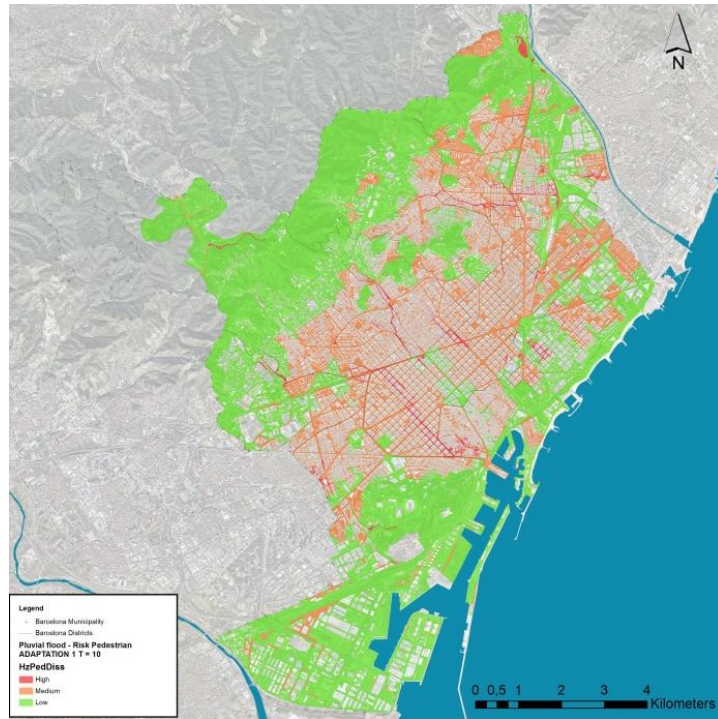 N
Legend
Barcelona Municipality
Barcelona Districts
Pluvial flood - Risk Pedestrian
ADAPTATION 1 T = 10
HzPedDiss
High
Medium
Low
0 0,5 1 2 3 4
Kilometers